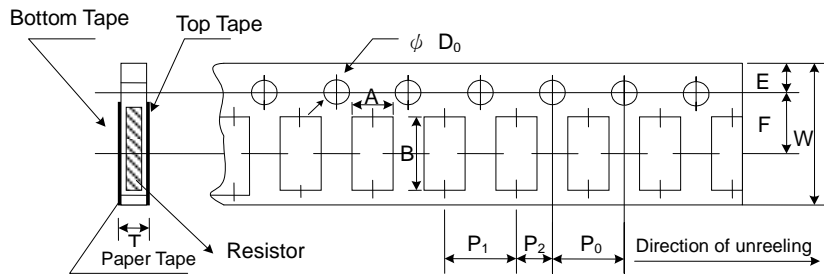 Bottom Tape
Top Tape
ϕ D0
E
A
F
W
B
T
Paper Tape
Resistor
P1
P2
P0
Direction of unreeling